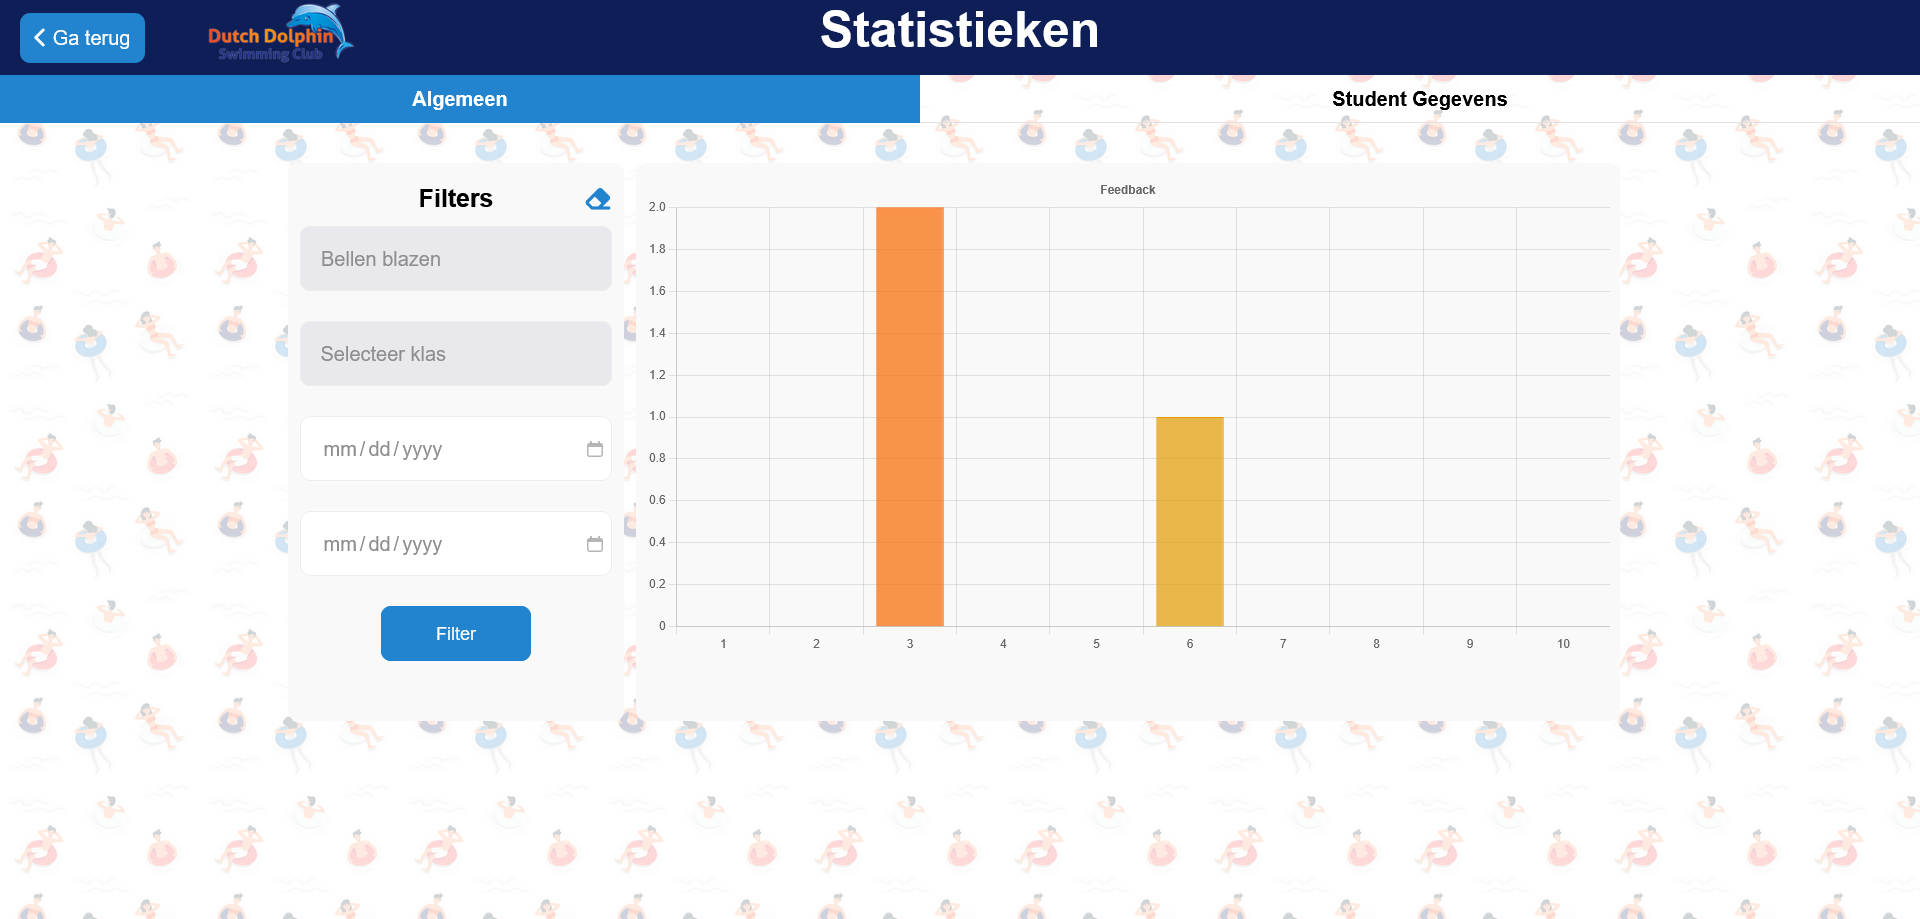 Ga terug
Dutch Dolphin
Swimming Club
Statistieken
Algemeen
Student Gegevens
Filters
Bellen blazen
Selecteer klas
mm/dd/yyyy
mm/dd/yyyy
Filter
Feedback
2.0
1.8
1.6
1.4
1.2
1.0
0.8
0.6
0.4
0.2
0
1 2 3 4 5 6 7 8 9 10